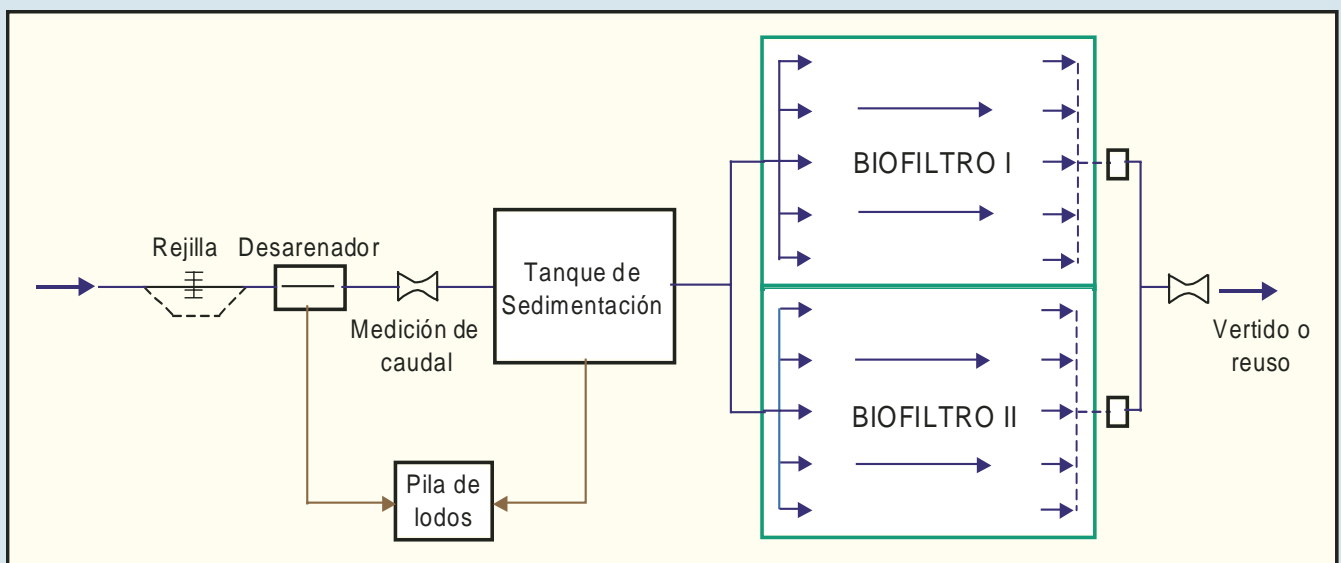 Rejilla
Desarenador
Medición de
caudal
Tanque de
Sedimentación
Pila de
lodos
BIOFILTRO I
BIOFILTRO II
Vertido o
reuso